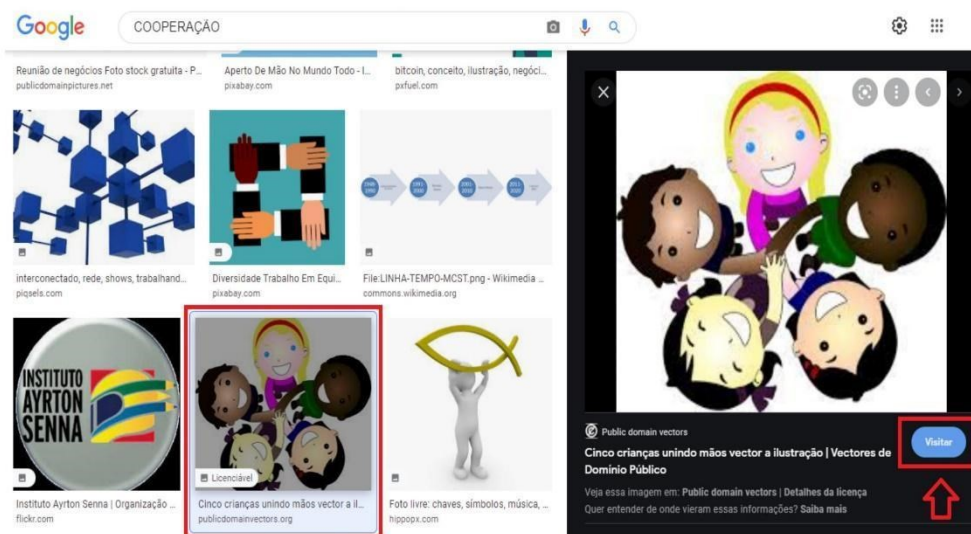 Google
COOPERAÇÃO
Reunião de negócios Foto stock gratuita - P...
publicdomainpictures.net
Aperto De Mão No Mundo Todo - I...
pixabay.com
bitcoin, conceito, ilustração, negóci...
pxfuel.com
interconectado, rede, shows, trabalhand...
piqsels.com
Diversidade Trabalho Em Equi...
pixabay.com
File:LINHA-TEMPO-MCST.png - Wikimedia ...
commons.wikimedia.org
INSTITUTO
AYRTON
SENNA
Licenciável
Instituto Ayrton Senna | Organização ...
flickr.com
Cinco crianças unindo mãos vector a il...
publicdomainvectors.org
Foto livre: chaves, símbolos, música, ...
hippopx.com
Public domain vectors
Cinco crianças unindo mãos vector a ilustração | Vectores de
Domínio Público
Visitar
Veja essa imagem em: Public domain vectors | Detalhes da licença
Quer entender de onde vieram essas informações? Saiba mais